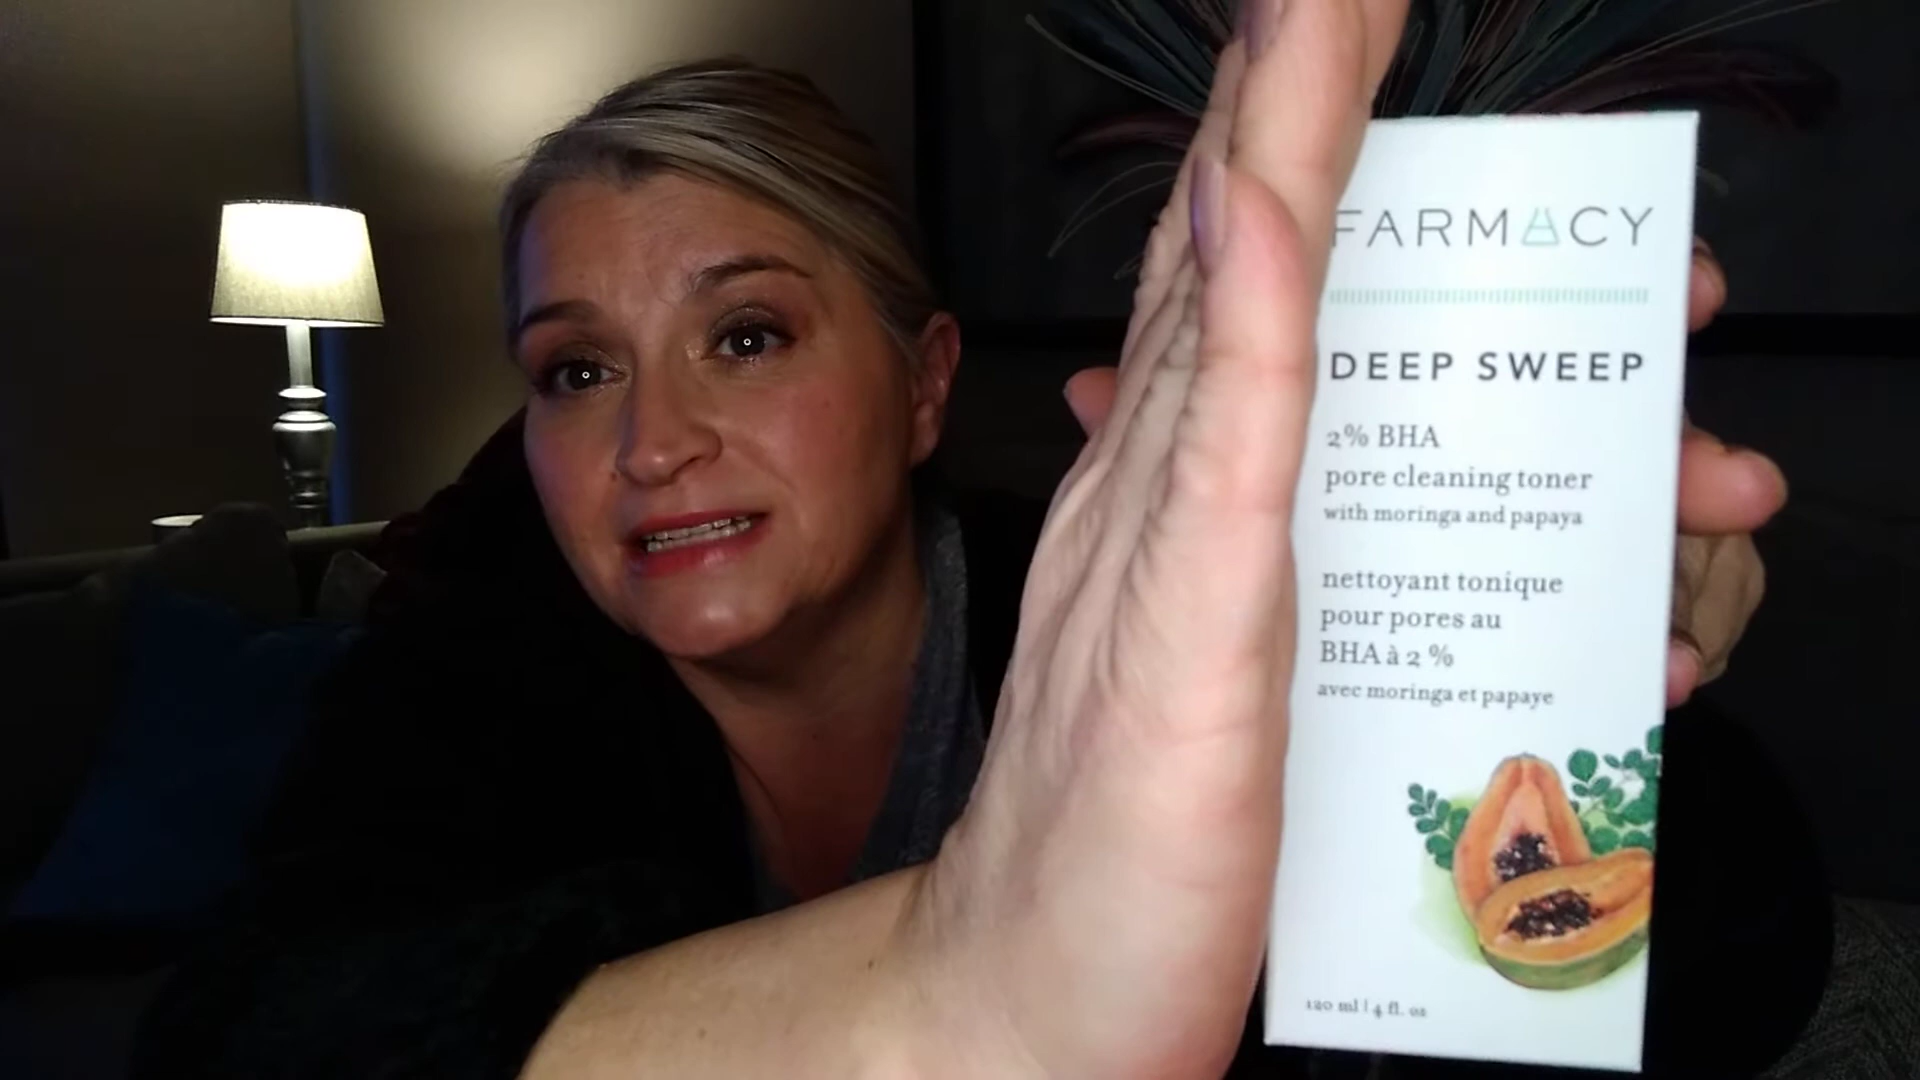 FARMACY
DEEP SWEEP
2% BHA
pore cleaning toner
with moringa and papaya
nettoyant tonique
pour pores au
BHA à 2 %
avec moringa et papaye
120 ml | 4 fl. oz